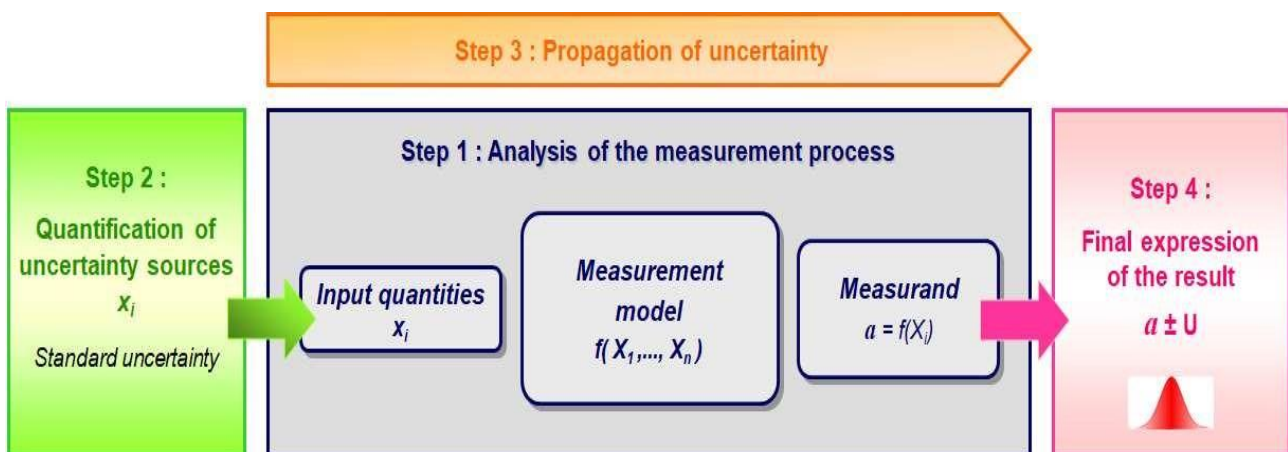 Step 3 : Propagation of uncertainty
Step 2 :
Quantification of
uncertainty sources
xi
Standard uncertainty
Step 1 : Analysis of the measurement process
Input quantities
xi
Measurement
model
f( X1,..., Xn)
Measurand
a = f(Xi)
Step 4 :
Final expression
of the result
a ± U